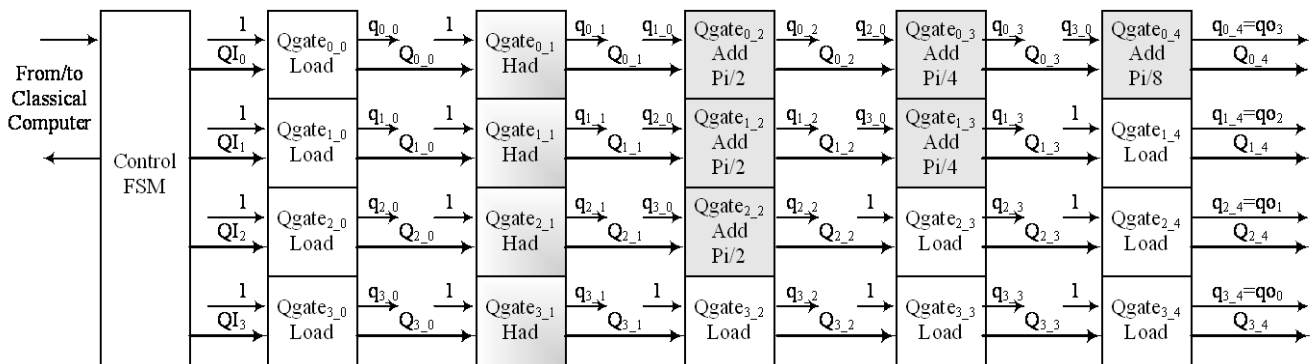 1 q0_0 1 q0_1 q1_0 q0_2 q2_0 q0_3 q3_0 q0_4=qo3
QI0 Qgate0_0 Load Q0_0 Qgate0_1 Had Q0_1 Qgate0_2 Add Pi/2 Q0_2 Qgate0_3 Add Pi/4 Q0_3 Qgate0_4 Add Pi/8 Q0_4
From/to
Classical
Computer
1 q1_0 1 q1_1 q2_0 q1_2 q3_0 q1_3 1 q1_4=qo2
QI1 Qgate1_0 Load Q1_0 Qgate1_1 Had Q1_1 Qgate1_2 Add Pi/2 Q1_2 Qgate1_3 Add Pi/4 Q1_3 Qgate1_4 Load Q1_4
Control
FSM
1 q2_0 1 q2_1 q3_0 q2_2 1 q2_3 1 q2_4=qo1
QI2 Qgate2_0 Load Q2_0 Qgate2_1 Had Q2_1 Qgate2_2 Add Pi/2 Q2_2 Qgate2_3 Load Q2_3 Qgate2_4 Load Q2_4
1 q3_0 1 q3_1 1 q3_2 1 q3_3 1 q3_4=qo0
QI3 Qgate3_0 Load Q3_0 Qgate3_1 Had Q3_1 Qgate3_2 Load Q3_2 Qgate3_3 Load Q3_3 Qgate3_4 Load Q3_4